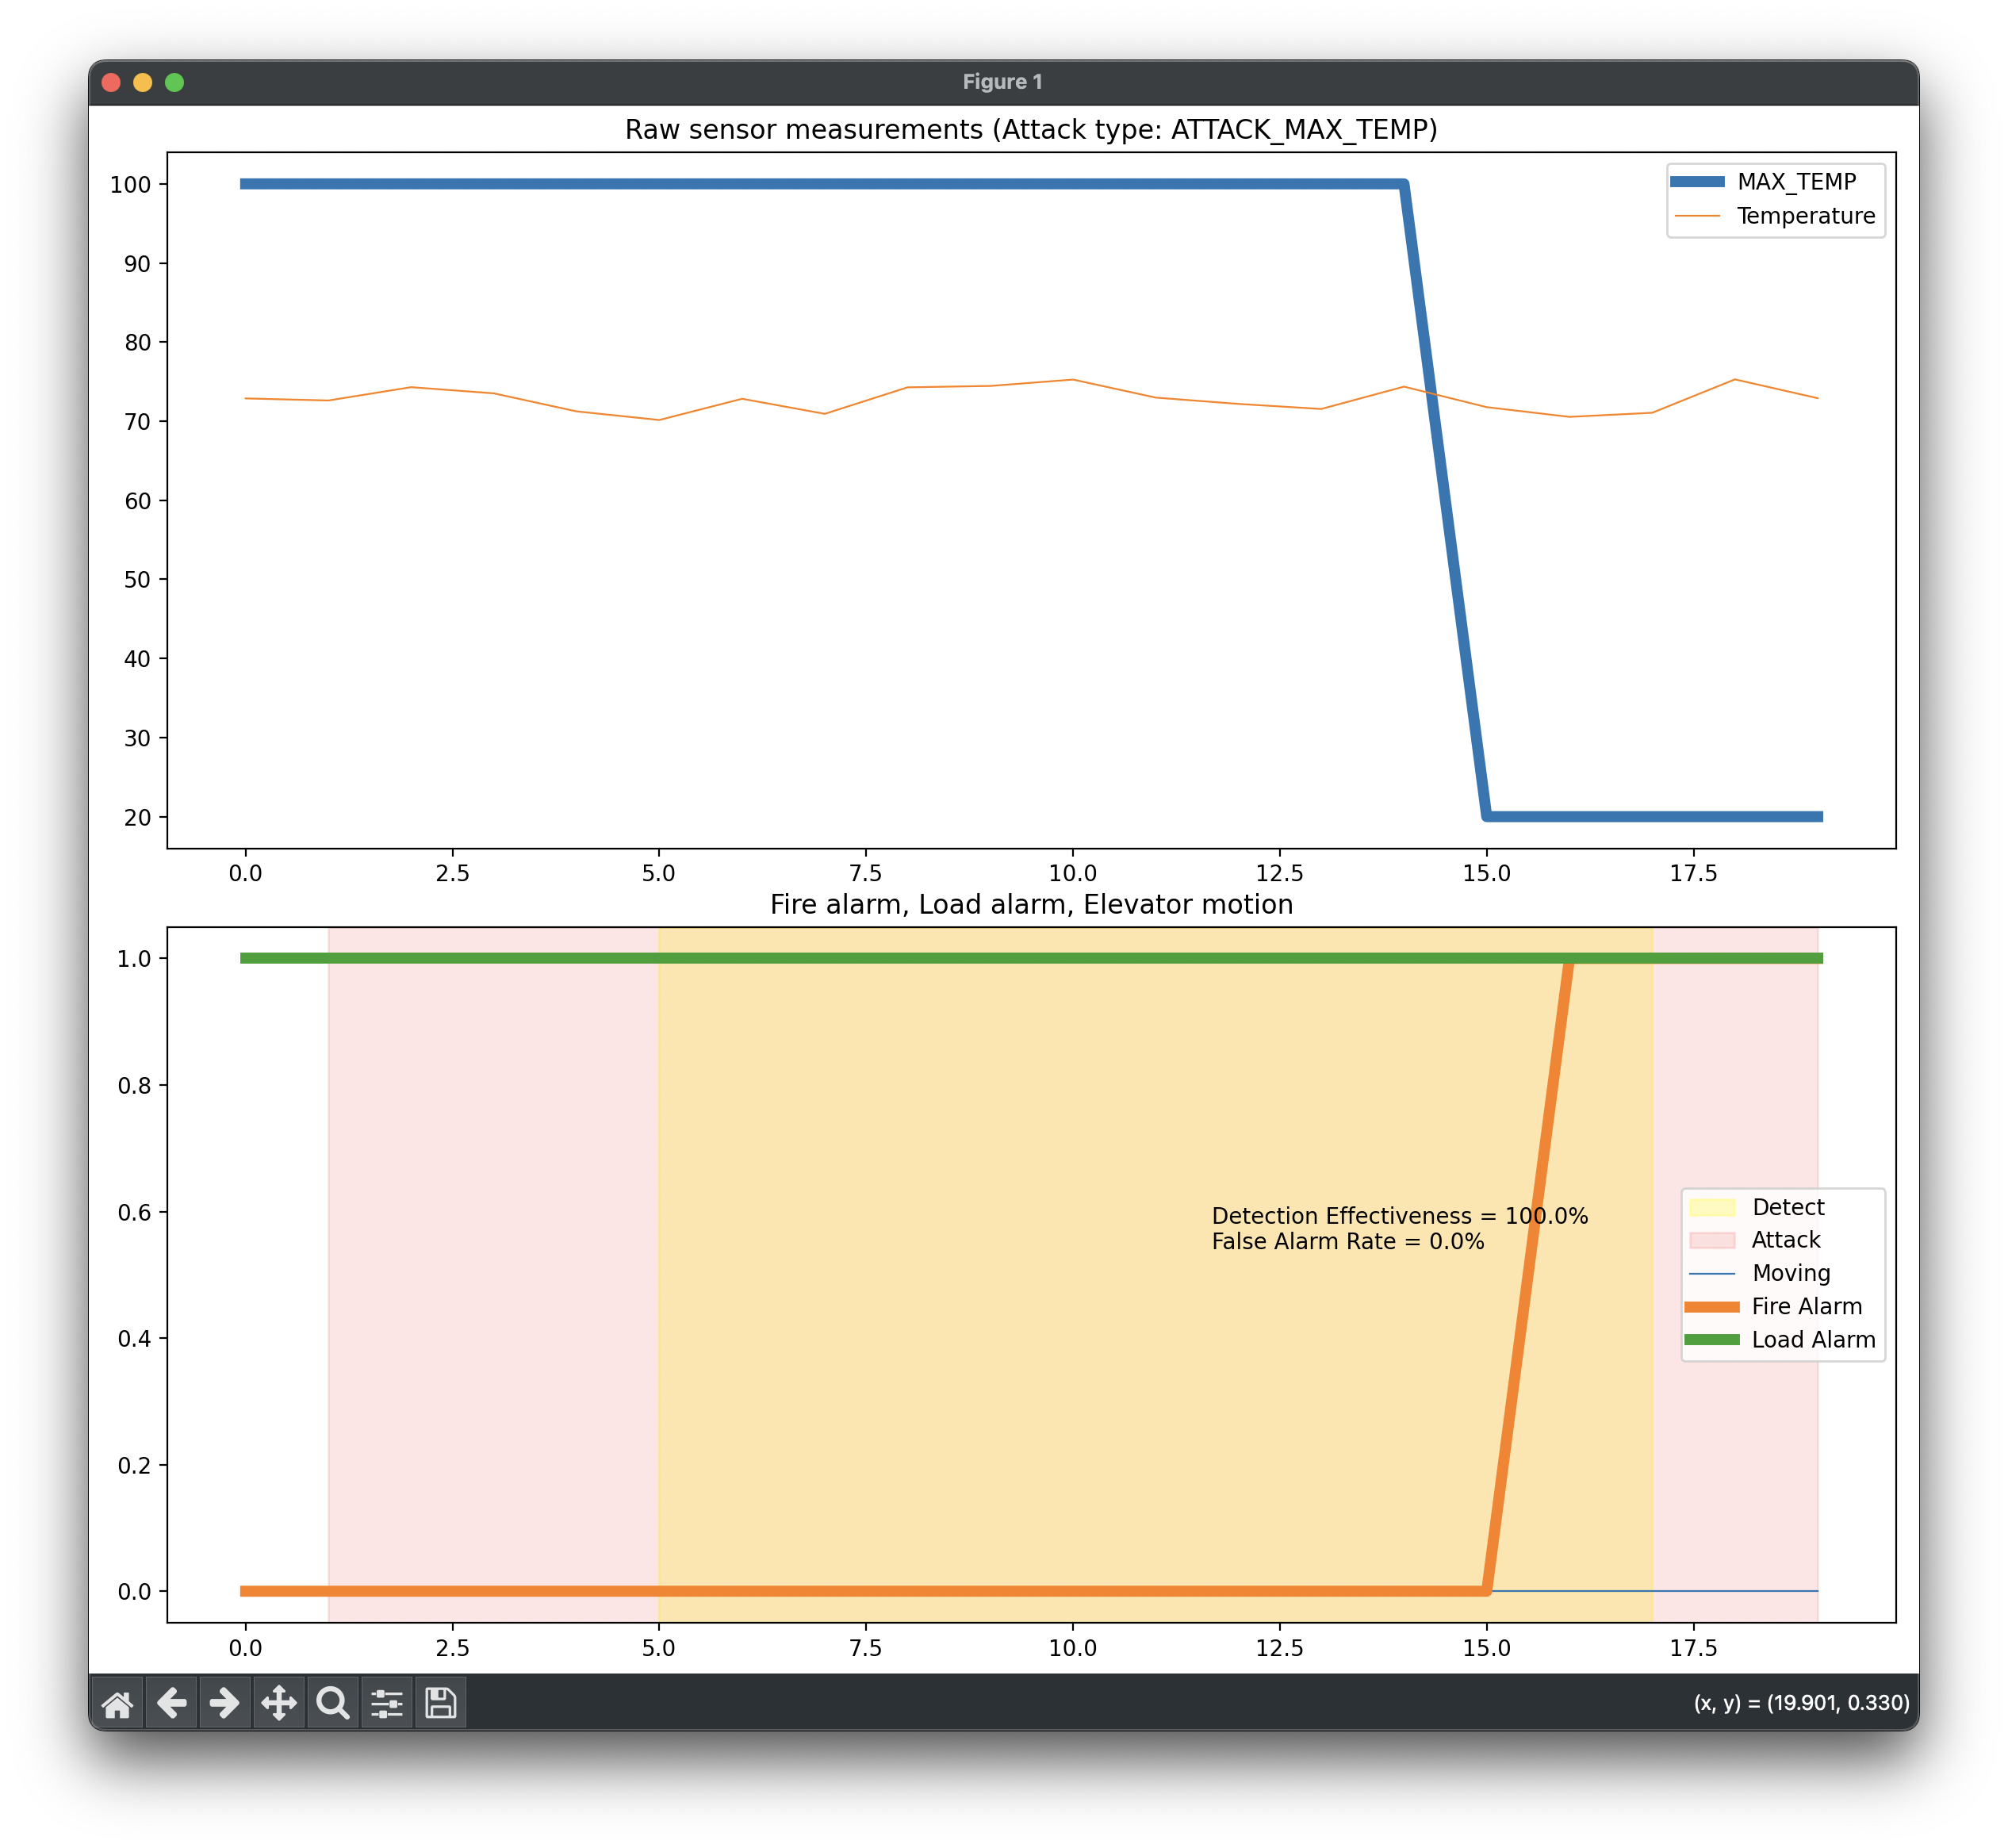 Figure 1
Raw sensor measurements (Attack type: ATTACK_MAX_TEMP)
100
90
80
70
60
50
40
30
20
MAX_TEMP
Temperature
0.0 2.5 5.0 7.5 10.0 12.5 15.0 17.5
Fire alarm, Load alarm, Elevator motion
1.0
0.8
0.6
0.4
0.2
0.0
Detection Effectiveness = 100.0%
False Alarm Rate = 0.0%
Detect
Attack
Moving
Fire Alarm
Load Alarm
0.0 2.5 5.0 7.5 10.0 12.5 15.0 17.5
(x, y) = (19.901, 0.330)